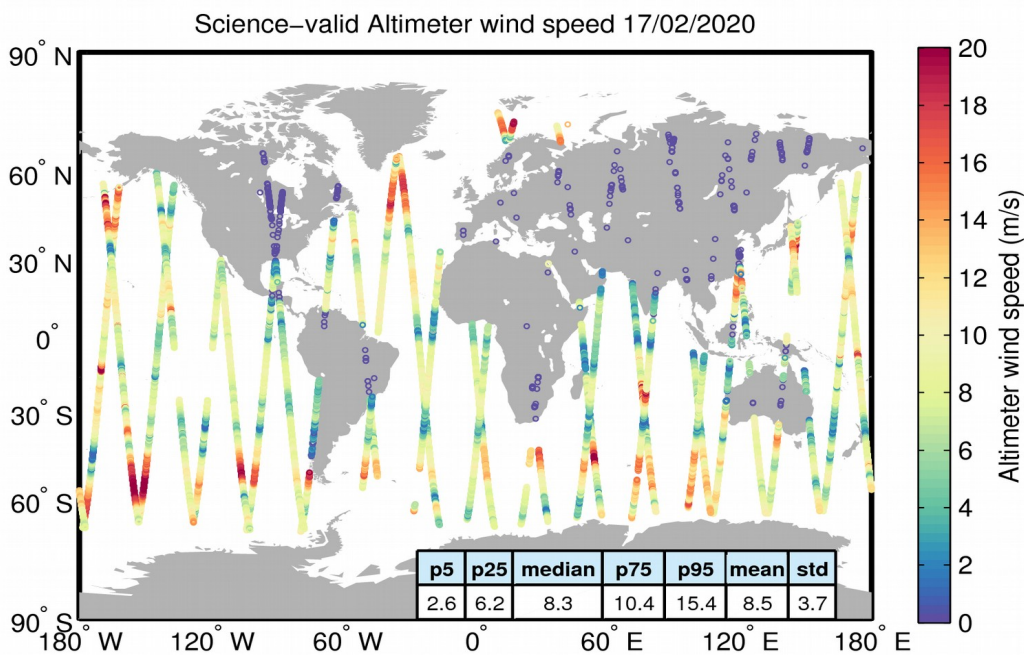 Science-valid Altimeter wind speed 17/02/2020
90° N
60° N
30° N
0°
30° S
60° S
90° S
180° W 120° W 60° W 0° 60° E 120° E 180° E
p5 p25 median p75 p95 mean std
2.6 6.2 8.3 10.4 15.4 8.5 3.7
20
18
16
14
12
10
8
6
4
2
0
Altimeter wind speed (m/s)